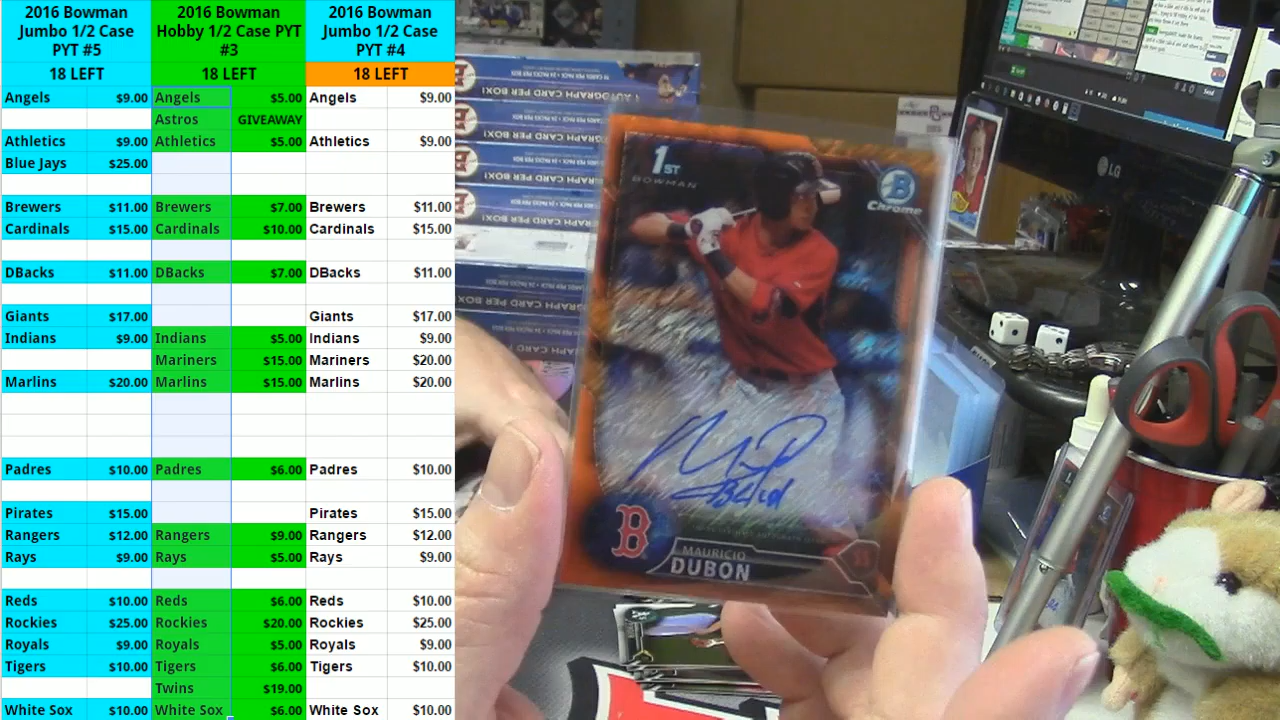 2016 Bowman Jumbo 1/2 Case PYT #5
18 LEFT
Angels $9.00
Athletics $9.00
Blue Jays $25.00
Brewers $11.00
Cardinals $15.00
DBacks $11.00
Giants $17.00
Indians $9.00
Marlins $20.00
Padres $10.00
Pirates $15.00
Rangers $12.00
Rays $9.00
Reds $10.00
Rockies $25.00
Royals $9.00
Tigers $10.00
White Sox $10.00
2016 Bowman Hobby 1/2 Case PYT #3
18 LEFT
Angels $5.00
Astros GIVEAWAY
Athletics $5.00
Brewers $7.00
Cardinals $10.00
DBacks $7.00
Indians $5.00
Mariners $15.00
Marlins $15.00
Padres $6.00
Rangers $9.00
Rays $5.00
Reds $6.00
Rockies $20.00
Royals $5.00
Tigers $6.00
Twins $19.00
White Sox $6.00
2016 Bowman Jumbo 1/2 Case PYT #4
18 LEFT
Angels $9.00
Athletics $9.00
Brewers $11.00
Cardinals $15.00
DBacks $11.00
Giants $17.00
Indians $9.00
Mariners $20.00
Marlins $20.00
Padres $10.00
Pirates $15.00
Rangers $12.00
Rays $9.00
Reds $10.00
Rockies $25.00
Royals $9.00
Tigers $10.00
White Sox $10.00
1ST
BOWMAN
B
Chrome
B
MAURICIO
DUBON
SS
LG